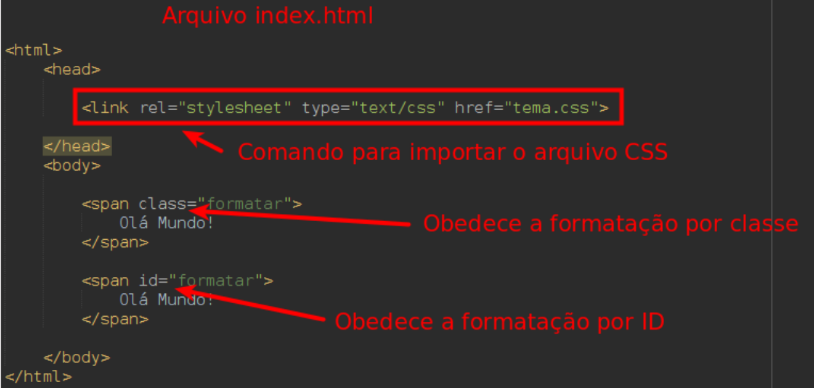 Arquivo index.html
<html>
<head>
<link rel="stylesheet" type="text/css" href="tema.css">
</head>
Comando para importar o arquivo CSS
<body>
<span class="formatar">
Olá Mundo!
Obedece a formatação por classe
</span>
<span id="formatar">
Olá Mundo!
</span>
Obedece a formatação por ID
</body>
</html>